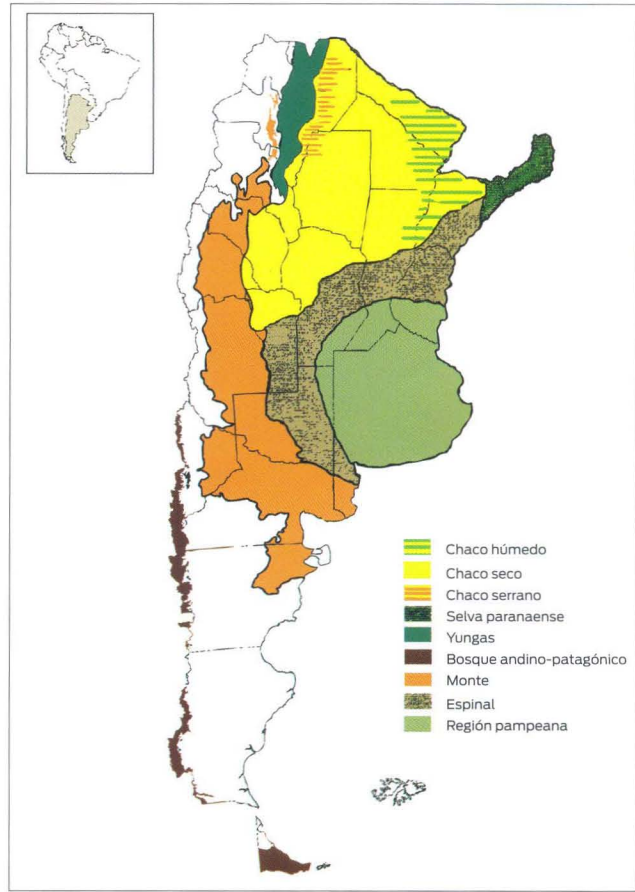 Chaco húmedo
Chaco seco
Chaco serrano
Selva paranaense
Yungas
Bosque andino-patagónico
Monte
Espinal
Región pampeana